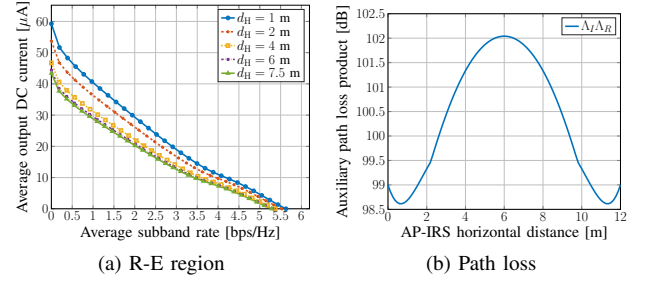 Average output DC current [μA]
60
50
40
30
20
10
0
0 0.5 1 1.5 2 2.5 3 3.5 4 4.5 5 5.5 6
Average subband rate [bps/Hz]
d_H = 1 m
d_H = 2 m
d_H = 4 m
d_H = 6 m
d_H = 7.5 m
(a) R-E region
Auxiliary path loss product [dB]
102.5
102
101.5
101
100.5
100
99.5
99
98.5
0 2 4 6 8 10 12
AP-IRS horizontal distance [m]
Λ_IΛ_R
(b) Path loss